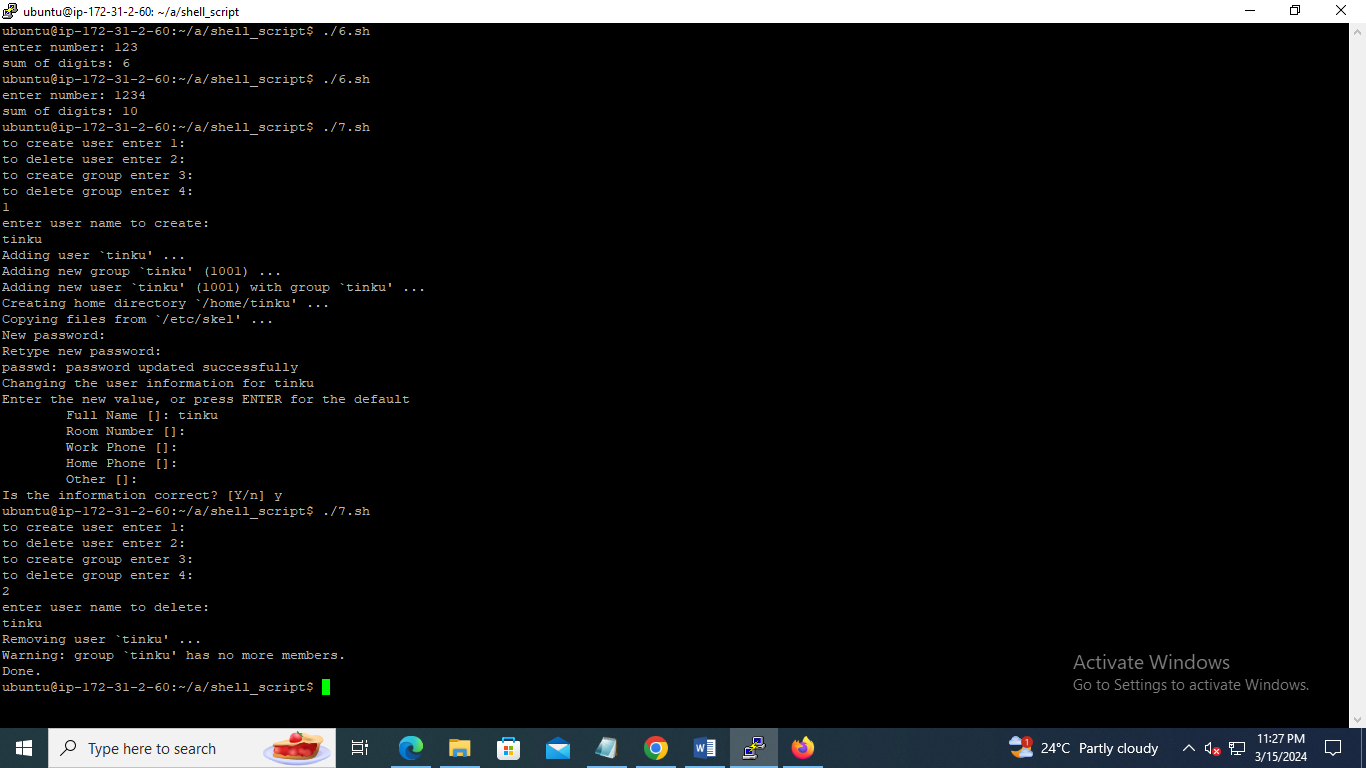 ubuntu@ip-172-31-2-60: ~/a/shell_script
ubuntu@ip-172-31-2-60:~/a/shell_script$ ./6.sh
enter number: 123
sum of digits: 6
ubuntu@ip-172-31-2-60:~/a/shell_script$ ./6.sh
enter number: 1234
sum of digits: 10
ubuntu@ip-172-31-2-60:~/a/shell_script$ ./7.sh
to create user enter 1:
to delete user enter 2:
to create group enter 3:
to delete group enter 4:
1
enter user name to create:
tinku
Adding user `tinku' ...
Adding new group `tinku' (1001) ...
Adding new user `tinku' (1001) with group `tinku' ...
Creating home directory `/home/tinku' ...
Copying files from `/etc/skel' ...
New password:
Retype new password:
passwd: password updated successfully
Changing the user information for tinku
Enter the new value, or press ENTER for the default
        Full Name []: tinku
        Room Number []:
        Work Phone []:
        Home Phone []:
        Other []:
Is the information correct? [Y/n] y
ubuntu@ip-172-31-2-60:~/a/shell_script$ ./7.sh
to create user enter 1:
to delete user enter 2:
to create group enter 3:
to delete group enter 4:
2
enter user name to delete:
tinku
Removing user `tinku' ...
Warning: group `tinku' has no more members.
Done.
ubuntu@ip-172-31-2-60:~/a/shell_script$
Activate Windows
Go to Settings to activate Windows.
Type here to search
1
24°C Partly cloudy
11:27 PM
3/15/2024